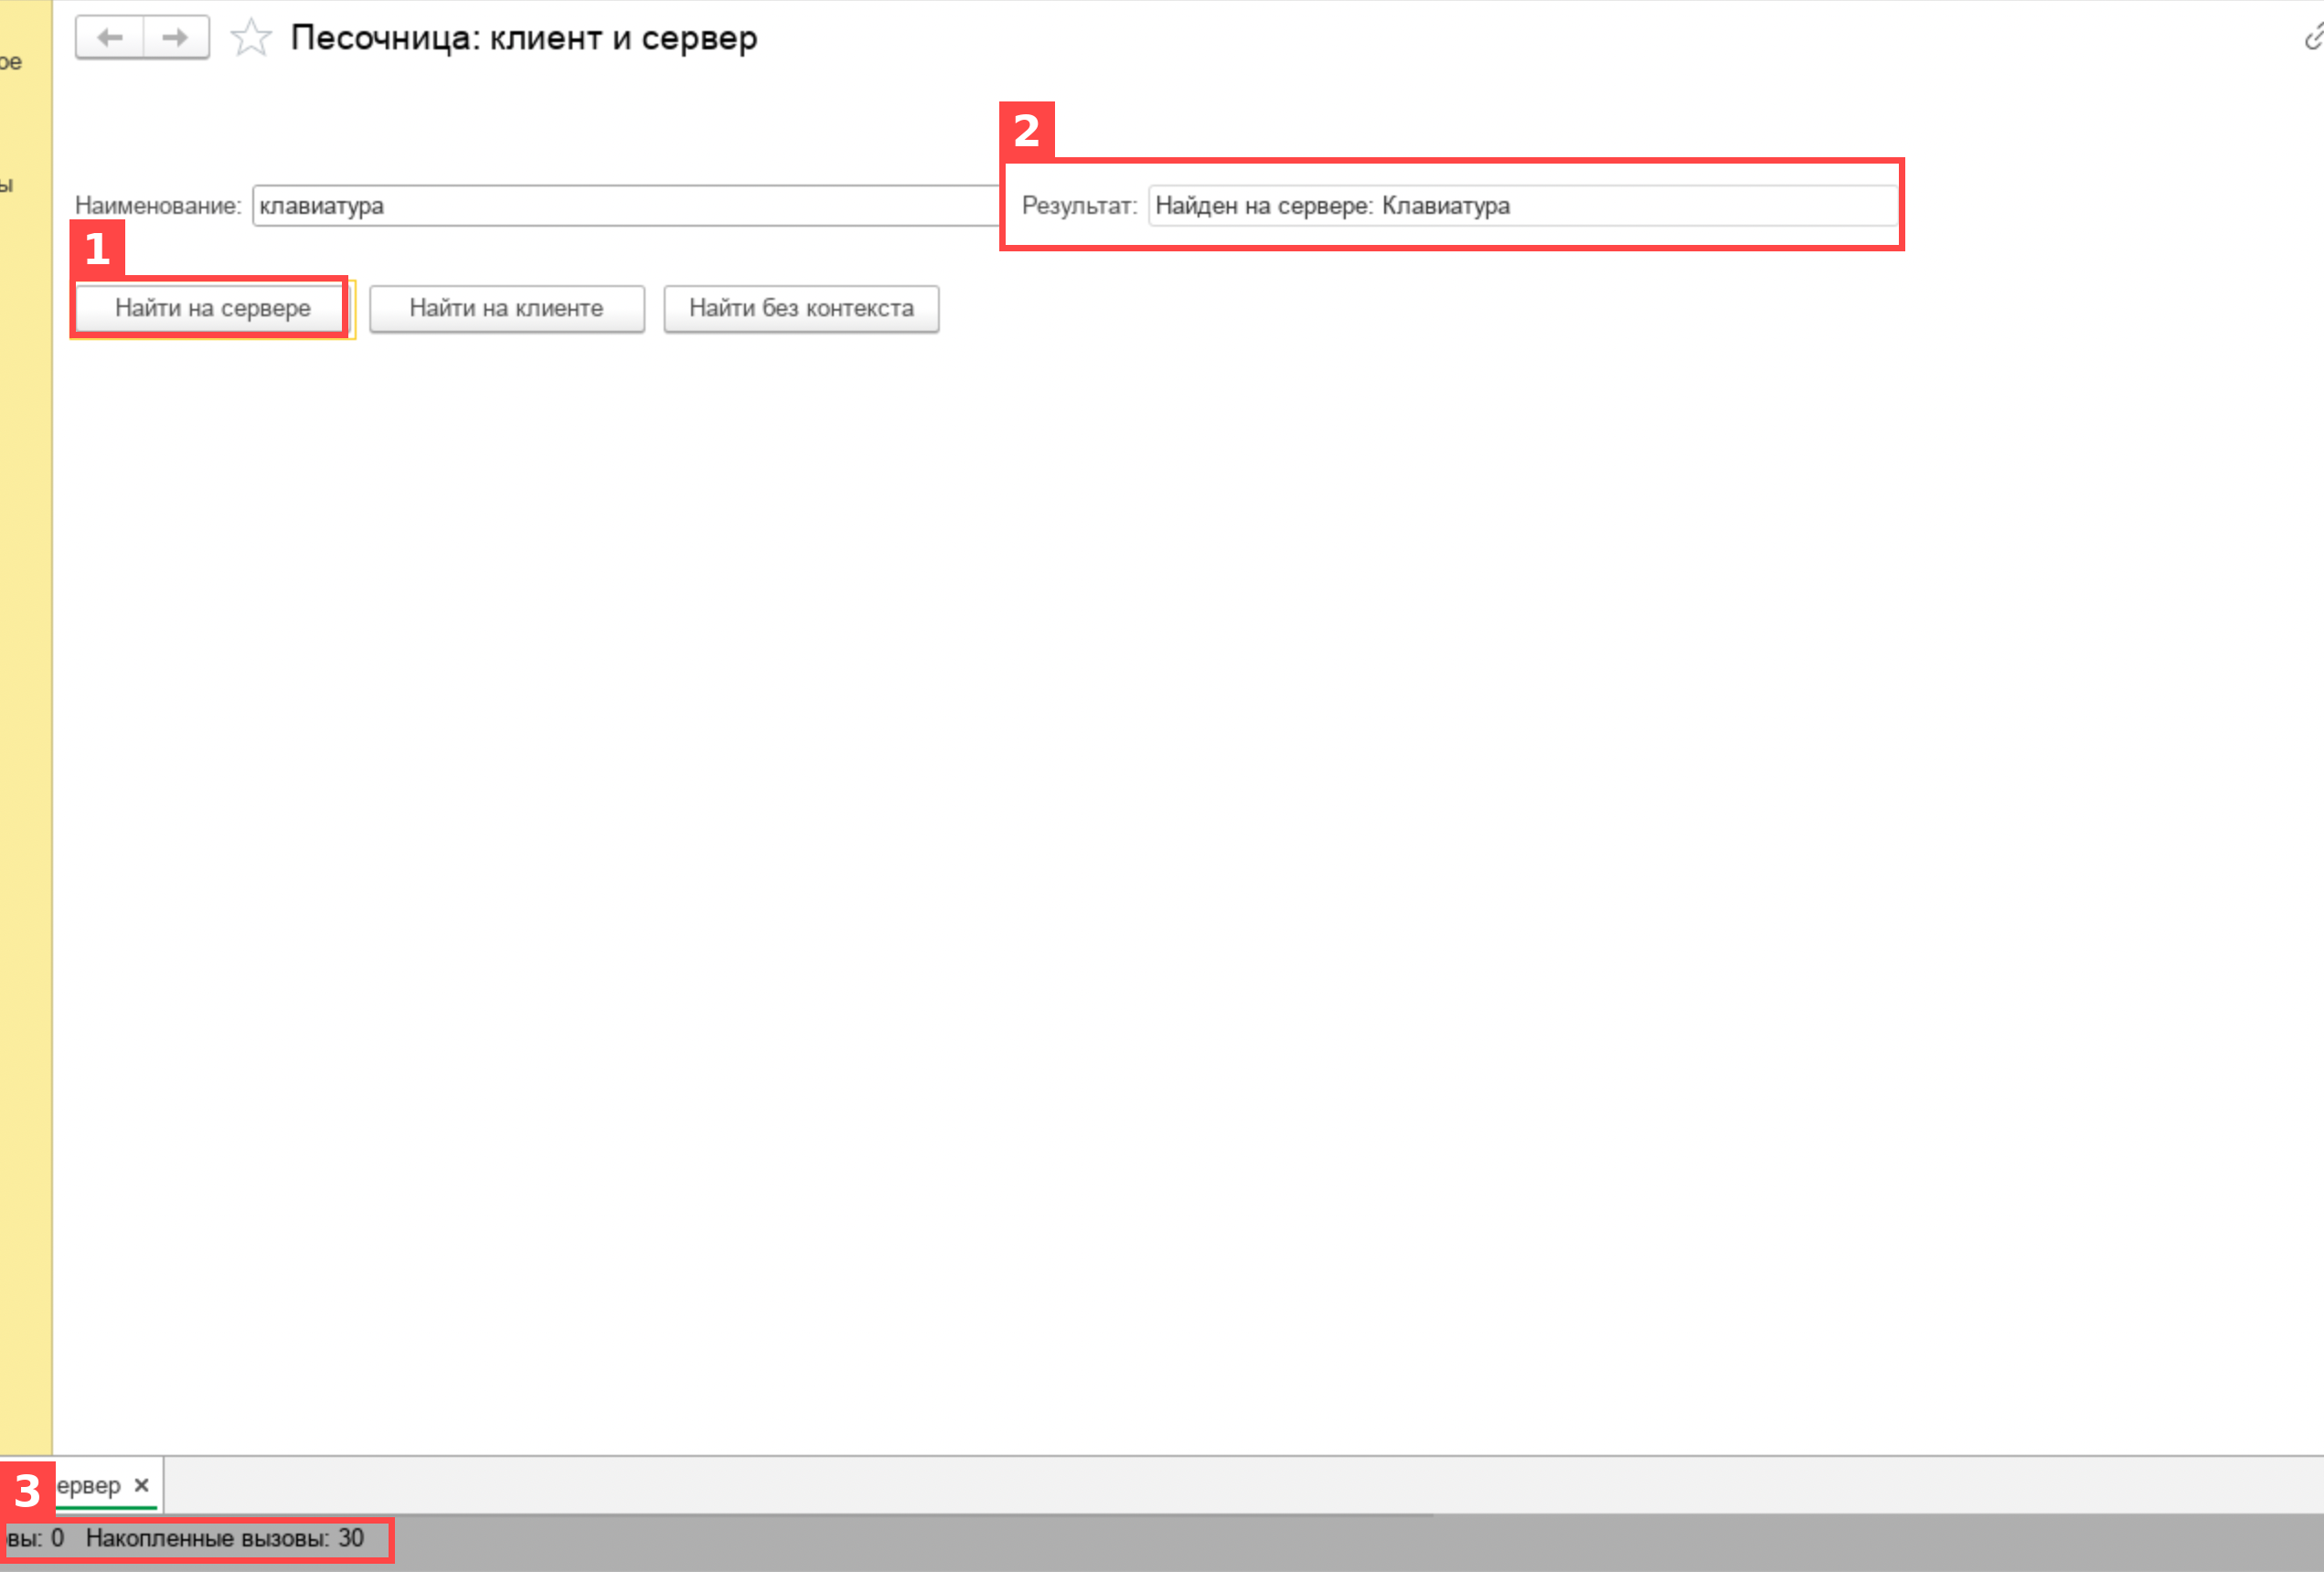 Песочница: клиент и сервер
ое
2
ы
Наименование: клавиатура
Результат: Найден на сервере: Клавиатура
1
Найти на сервере
Найти на клиенте
Найти без контекста
3
ервер ×
вы: 0 Накопленные вызовы: 30